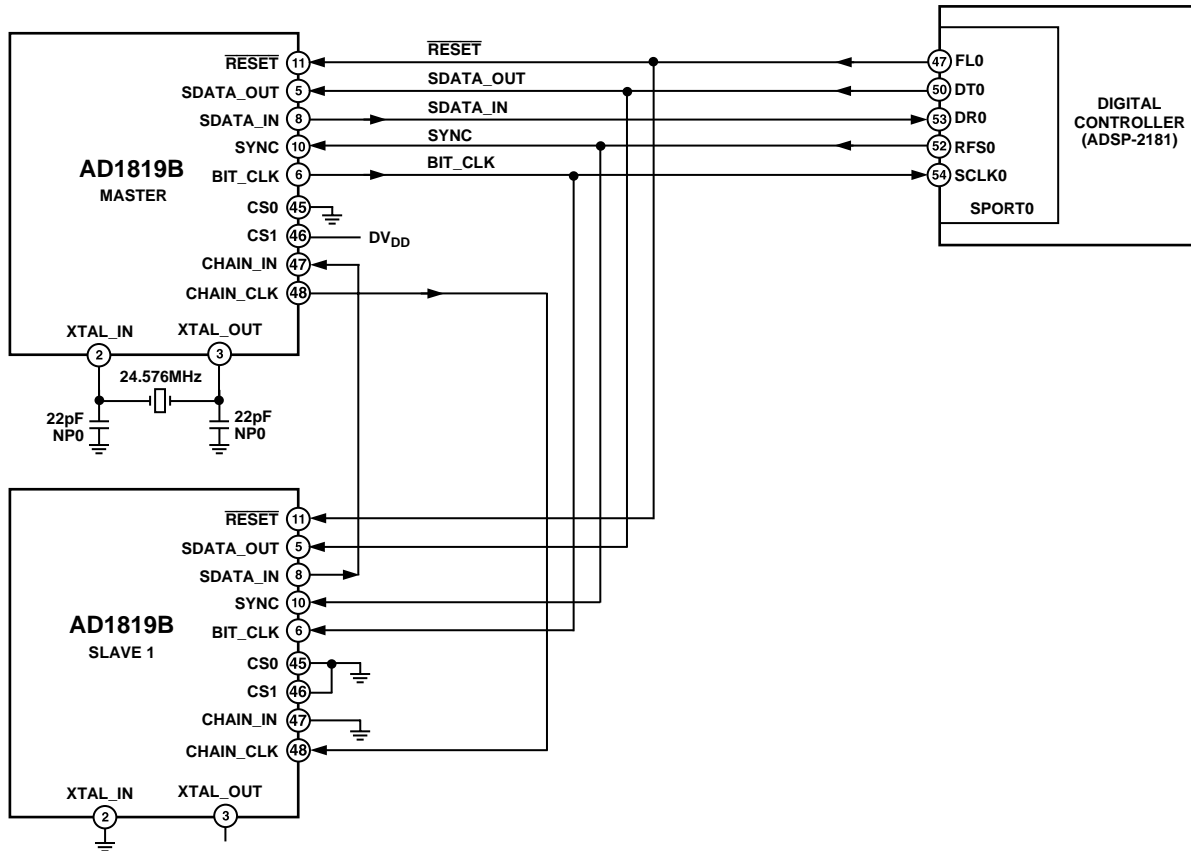 AD1819B
MASTER
RESET 11
SDATA_OUT 5
SDATA_IN 8
SYNC 10
BIT_CLK 6
CS0 45
CS1 46
DVDD
CHAIN_IN 47
CHAIN_CLK 48
XTAL_IN
XTAL_OUT
2
3
24.576MHz
22pF
NP0
22pF
NP0
RESET
SDATA_OUT
SDATA_IN
SYNC
BIT_CLK
47 FL0
50 DT0
53 DR0
52 RFS0
54 SCLK0
SPORT0
DIGITAL
CONTROLLER
(ADSP-2181)
AD1819B
SLAVE 1
RESET 11
SDATA_OUT 5
SDATA_IN 8
SYNC 10
BIT_CLK 6
CS0 45
CS1 46
CHAIN_IN 47
CHAIN_CLK 48
XTAL_IN
XTAL_OUT
2
3